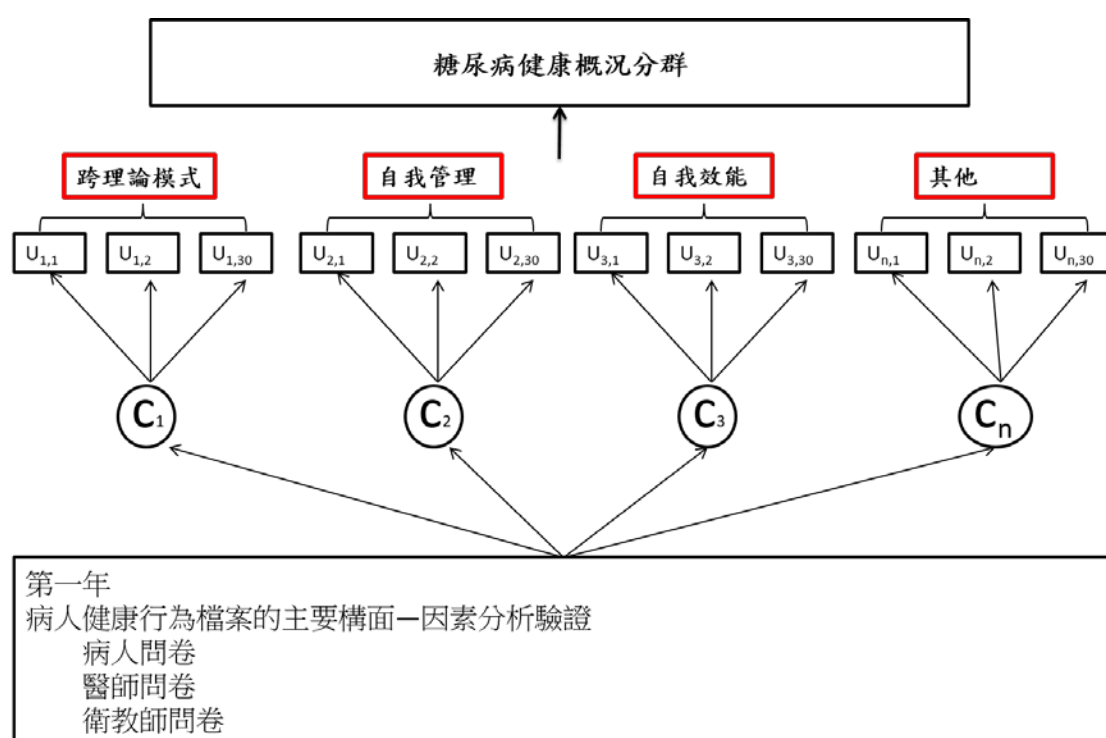 糖尿病健康概況分群
跨理論模式
自我管理
自我效能
其他
U1,1
U1,2
U1,30
U2,1
U2,2
U2,30
U3,1
U3,2
U3,30
Un,1
Un,2
Un,30
C1
C2
C3
Cn
第一年
病人健康行為檔案的主要構面—因素分析驗證
病人問卷
醫師問卷
衛教師問卷